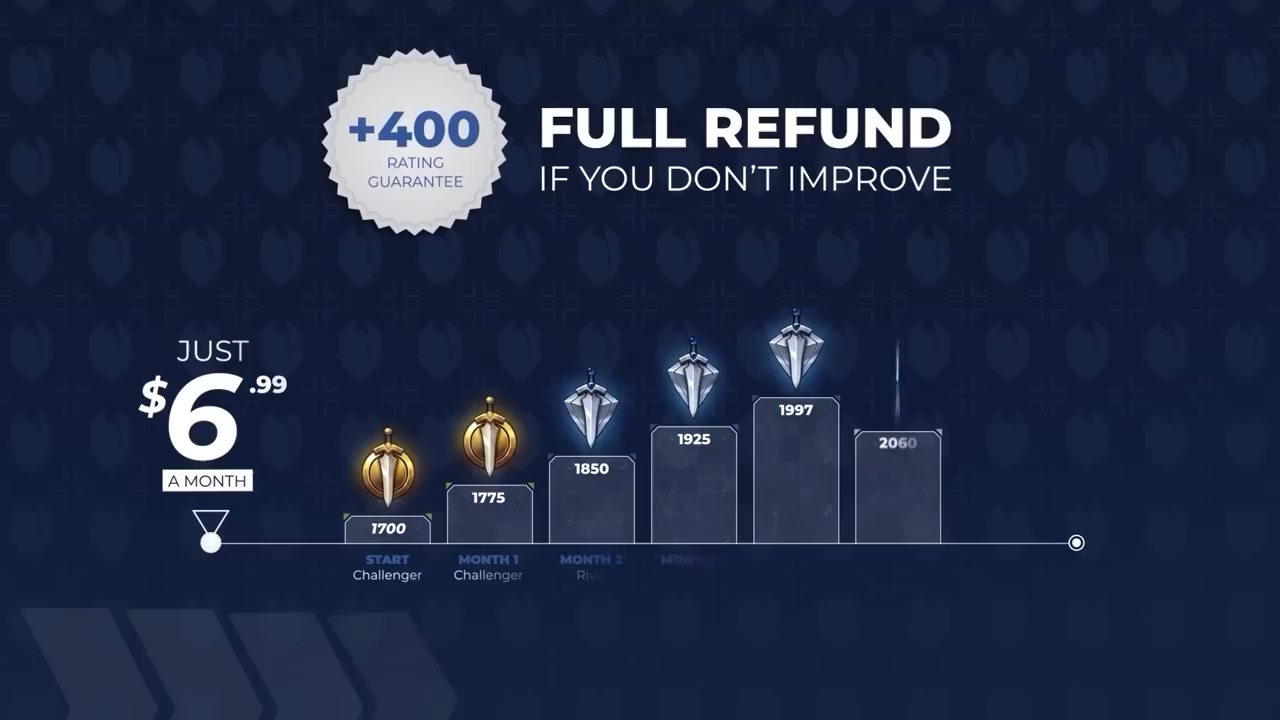 +400
RATING
GUARANTEE
FULL REFUND
IF YOU DON'T IMPROVE
JUST
$6.99
A MONTH
1700
1775
1850
1925
1997
2060
START
Challenger
MONTH 1
Challenger
MONTH 2